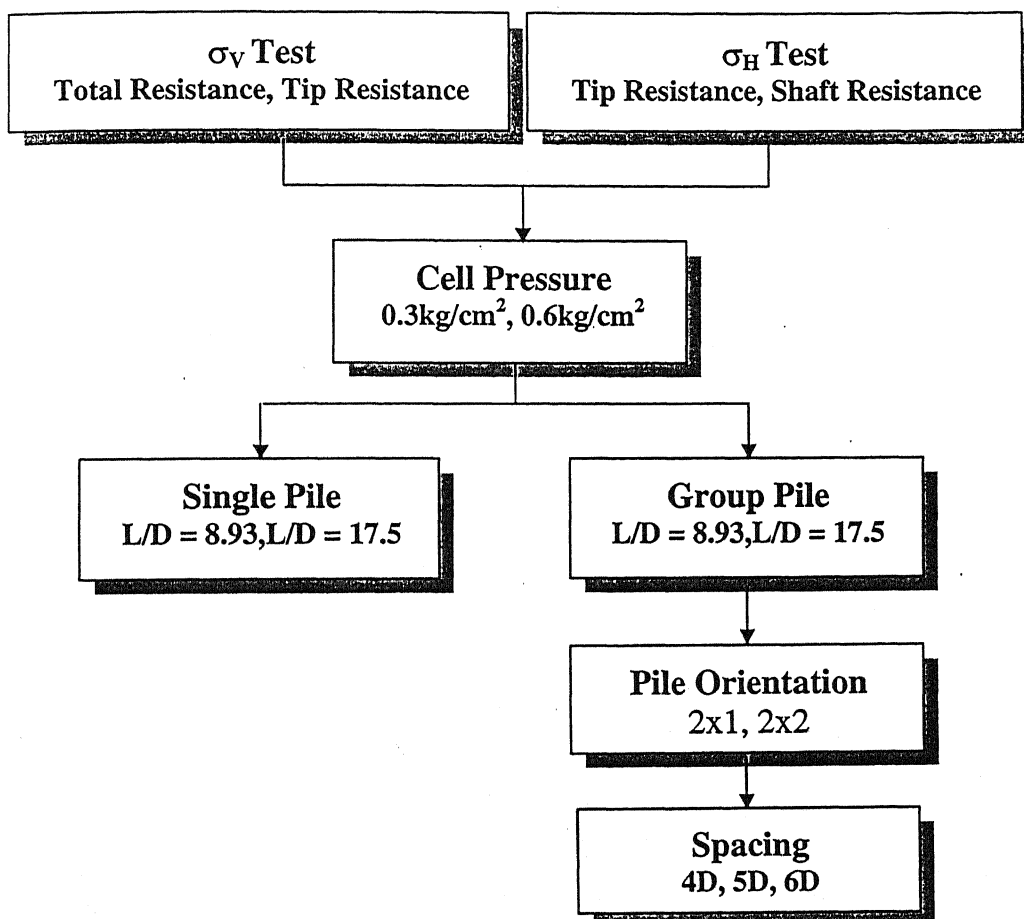 σV Test
Total Resistance, Tip Resistance
σH Test
Tip Resistance, Shaft Resistance
Cell Pressure
0.3kg/cm², 0.6kg/cm²
Single Pile
L/D = 8.93,L/D = 17.5
Group Pile
L/D = 8.93,L/D = 17.5
Pile Orientation
2x1, 2x2
Spacing
4D, 5D, 6D